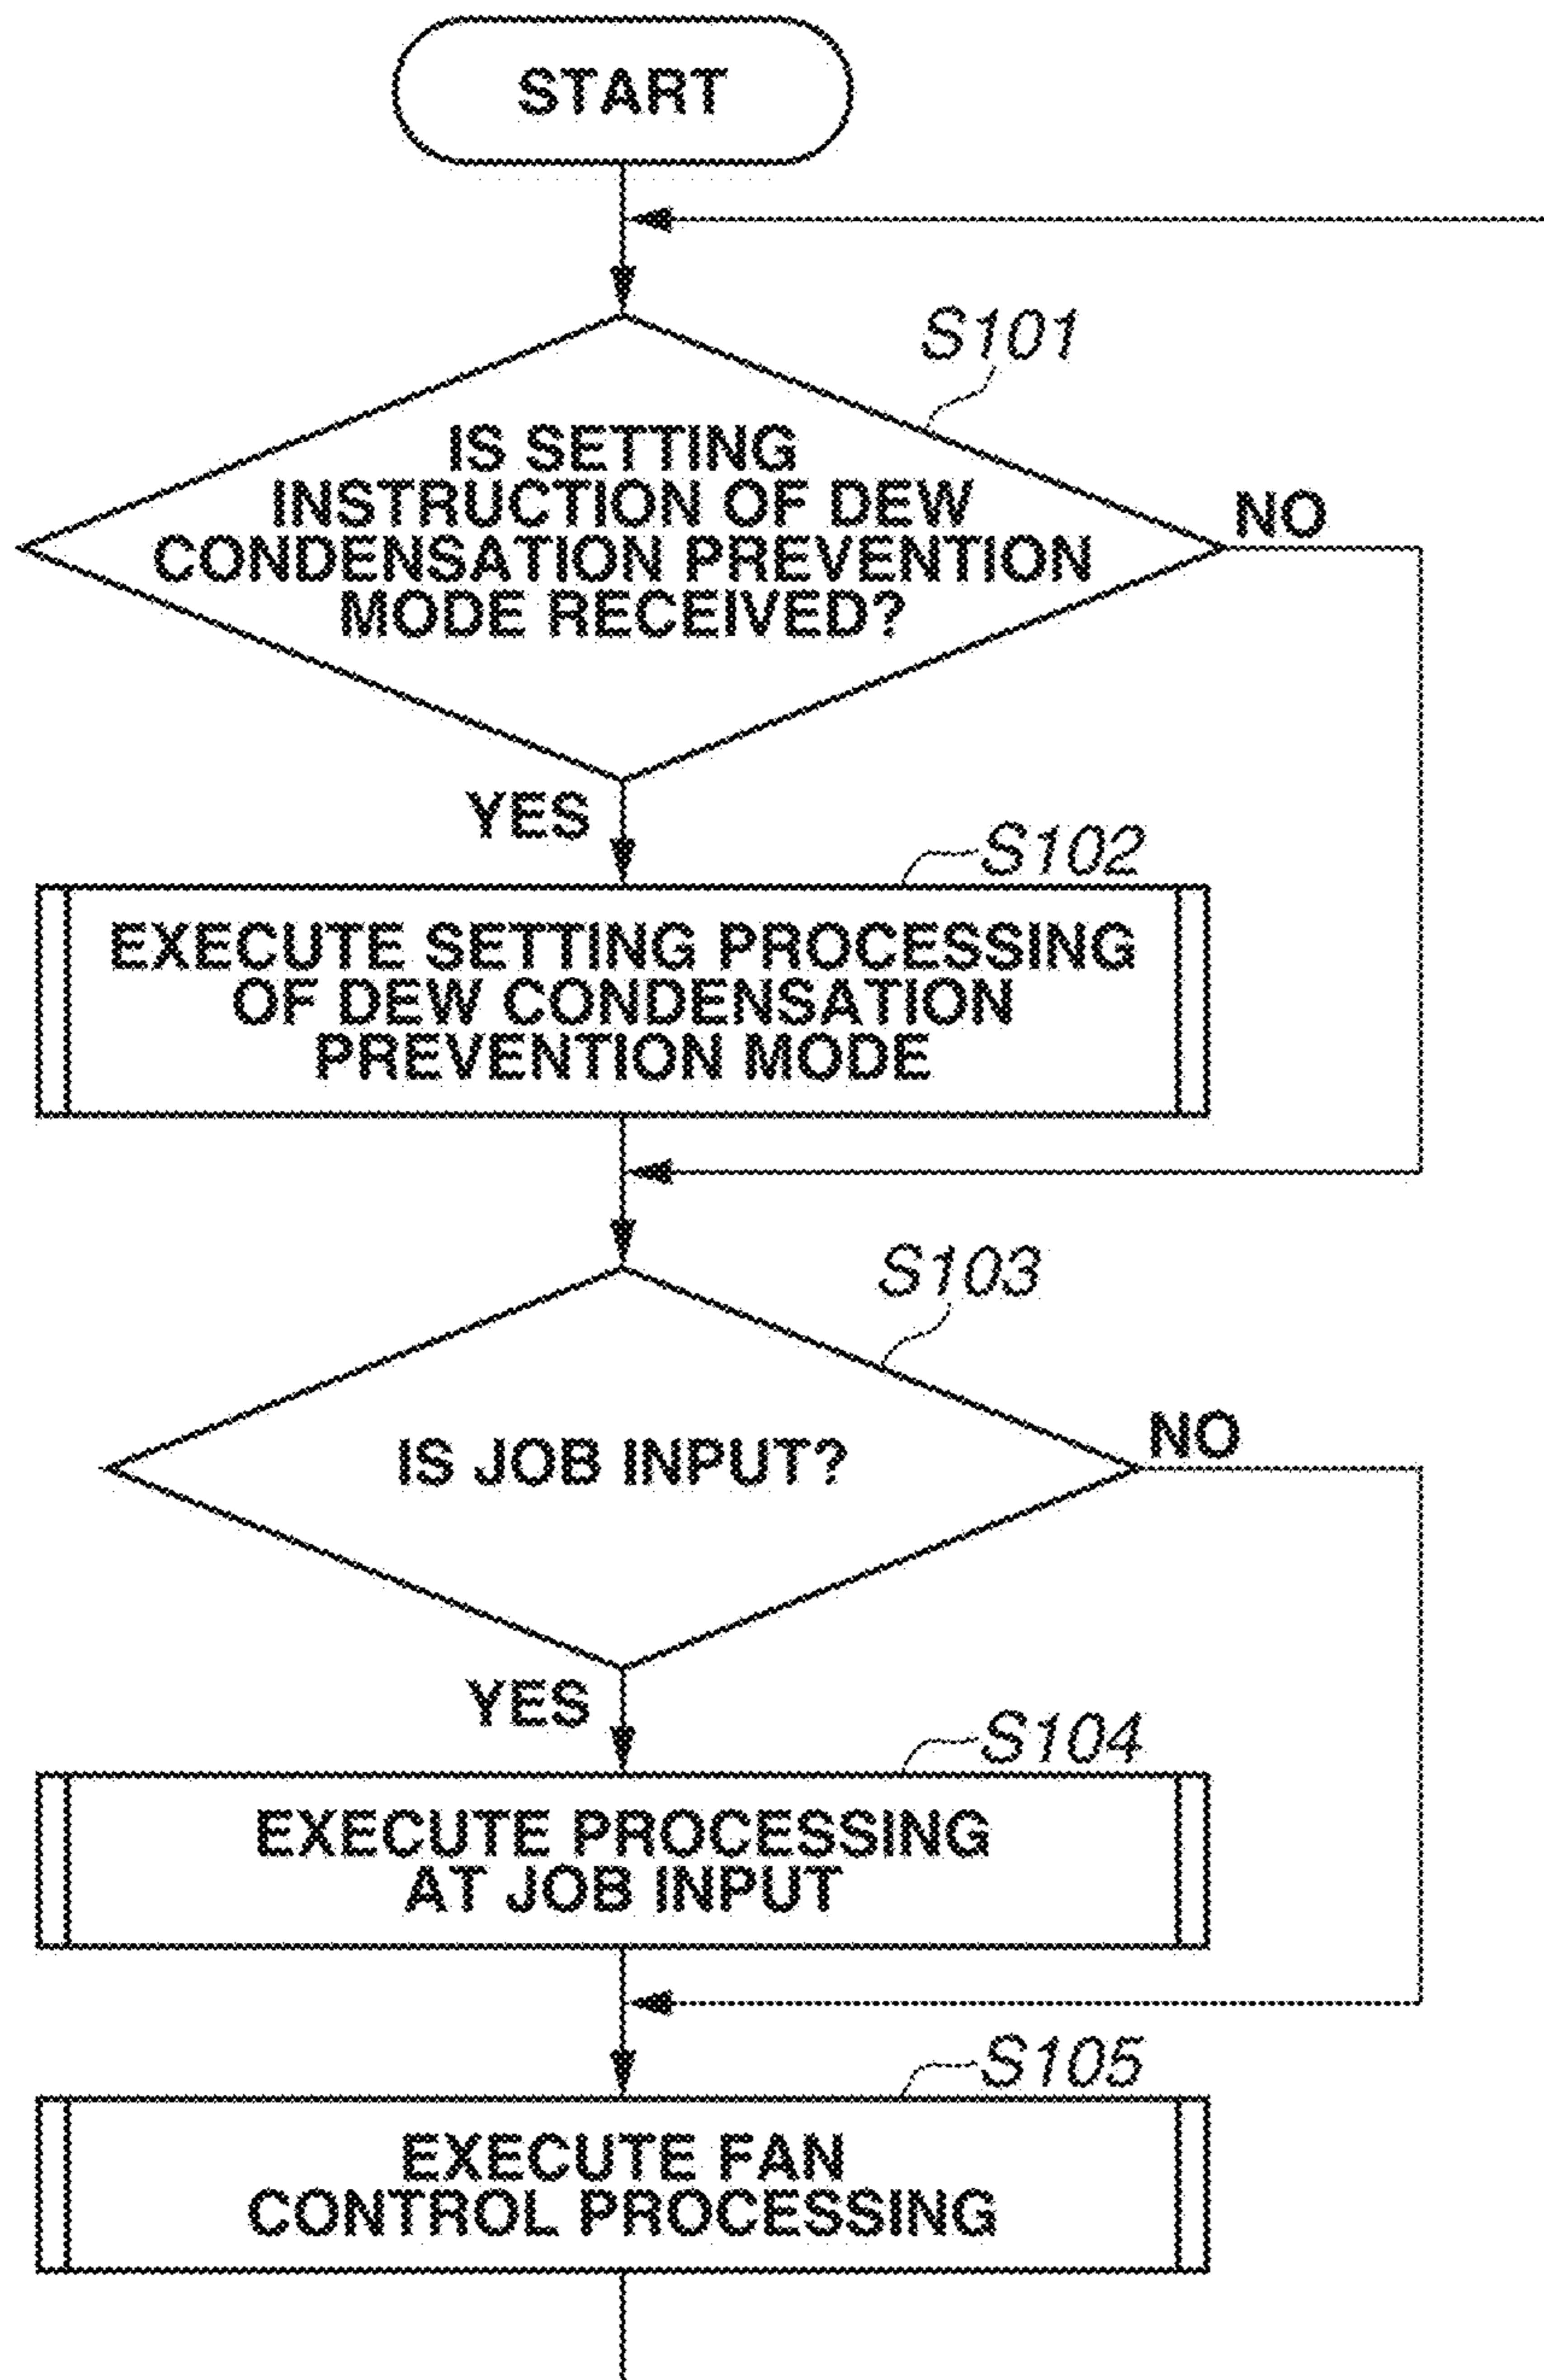 START
S101
IS SETTING
INSTRUCTION OF DEW
CONDENSATION PREVENTION
MODE RECEIVED?
NO
YES
S102
EXECUTE SETTING PROCESSING
OF DEW CONDENSATION
PREVENTION MODE
S103
IS JOB INPUT?
NO
YES
S104
EXECUTE PROCESSING
AT JOB INPUT
S105
EXECUTE FAN
CONTROL PROCESSING